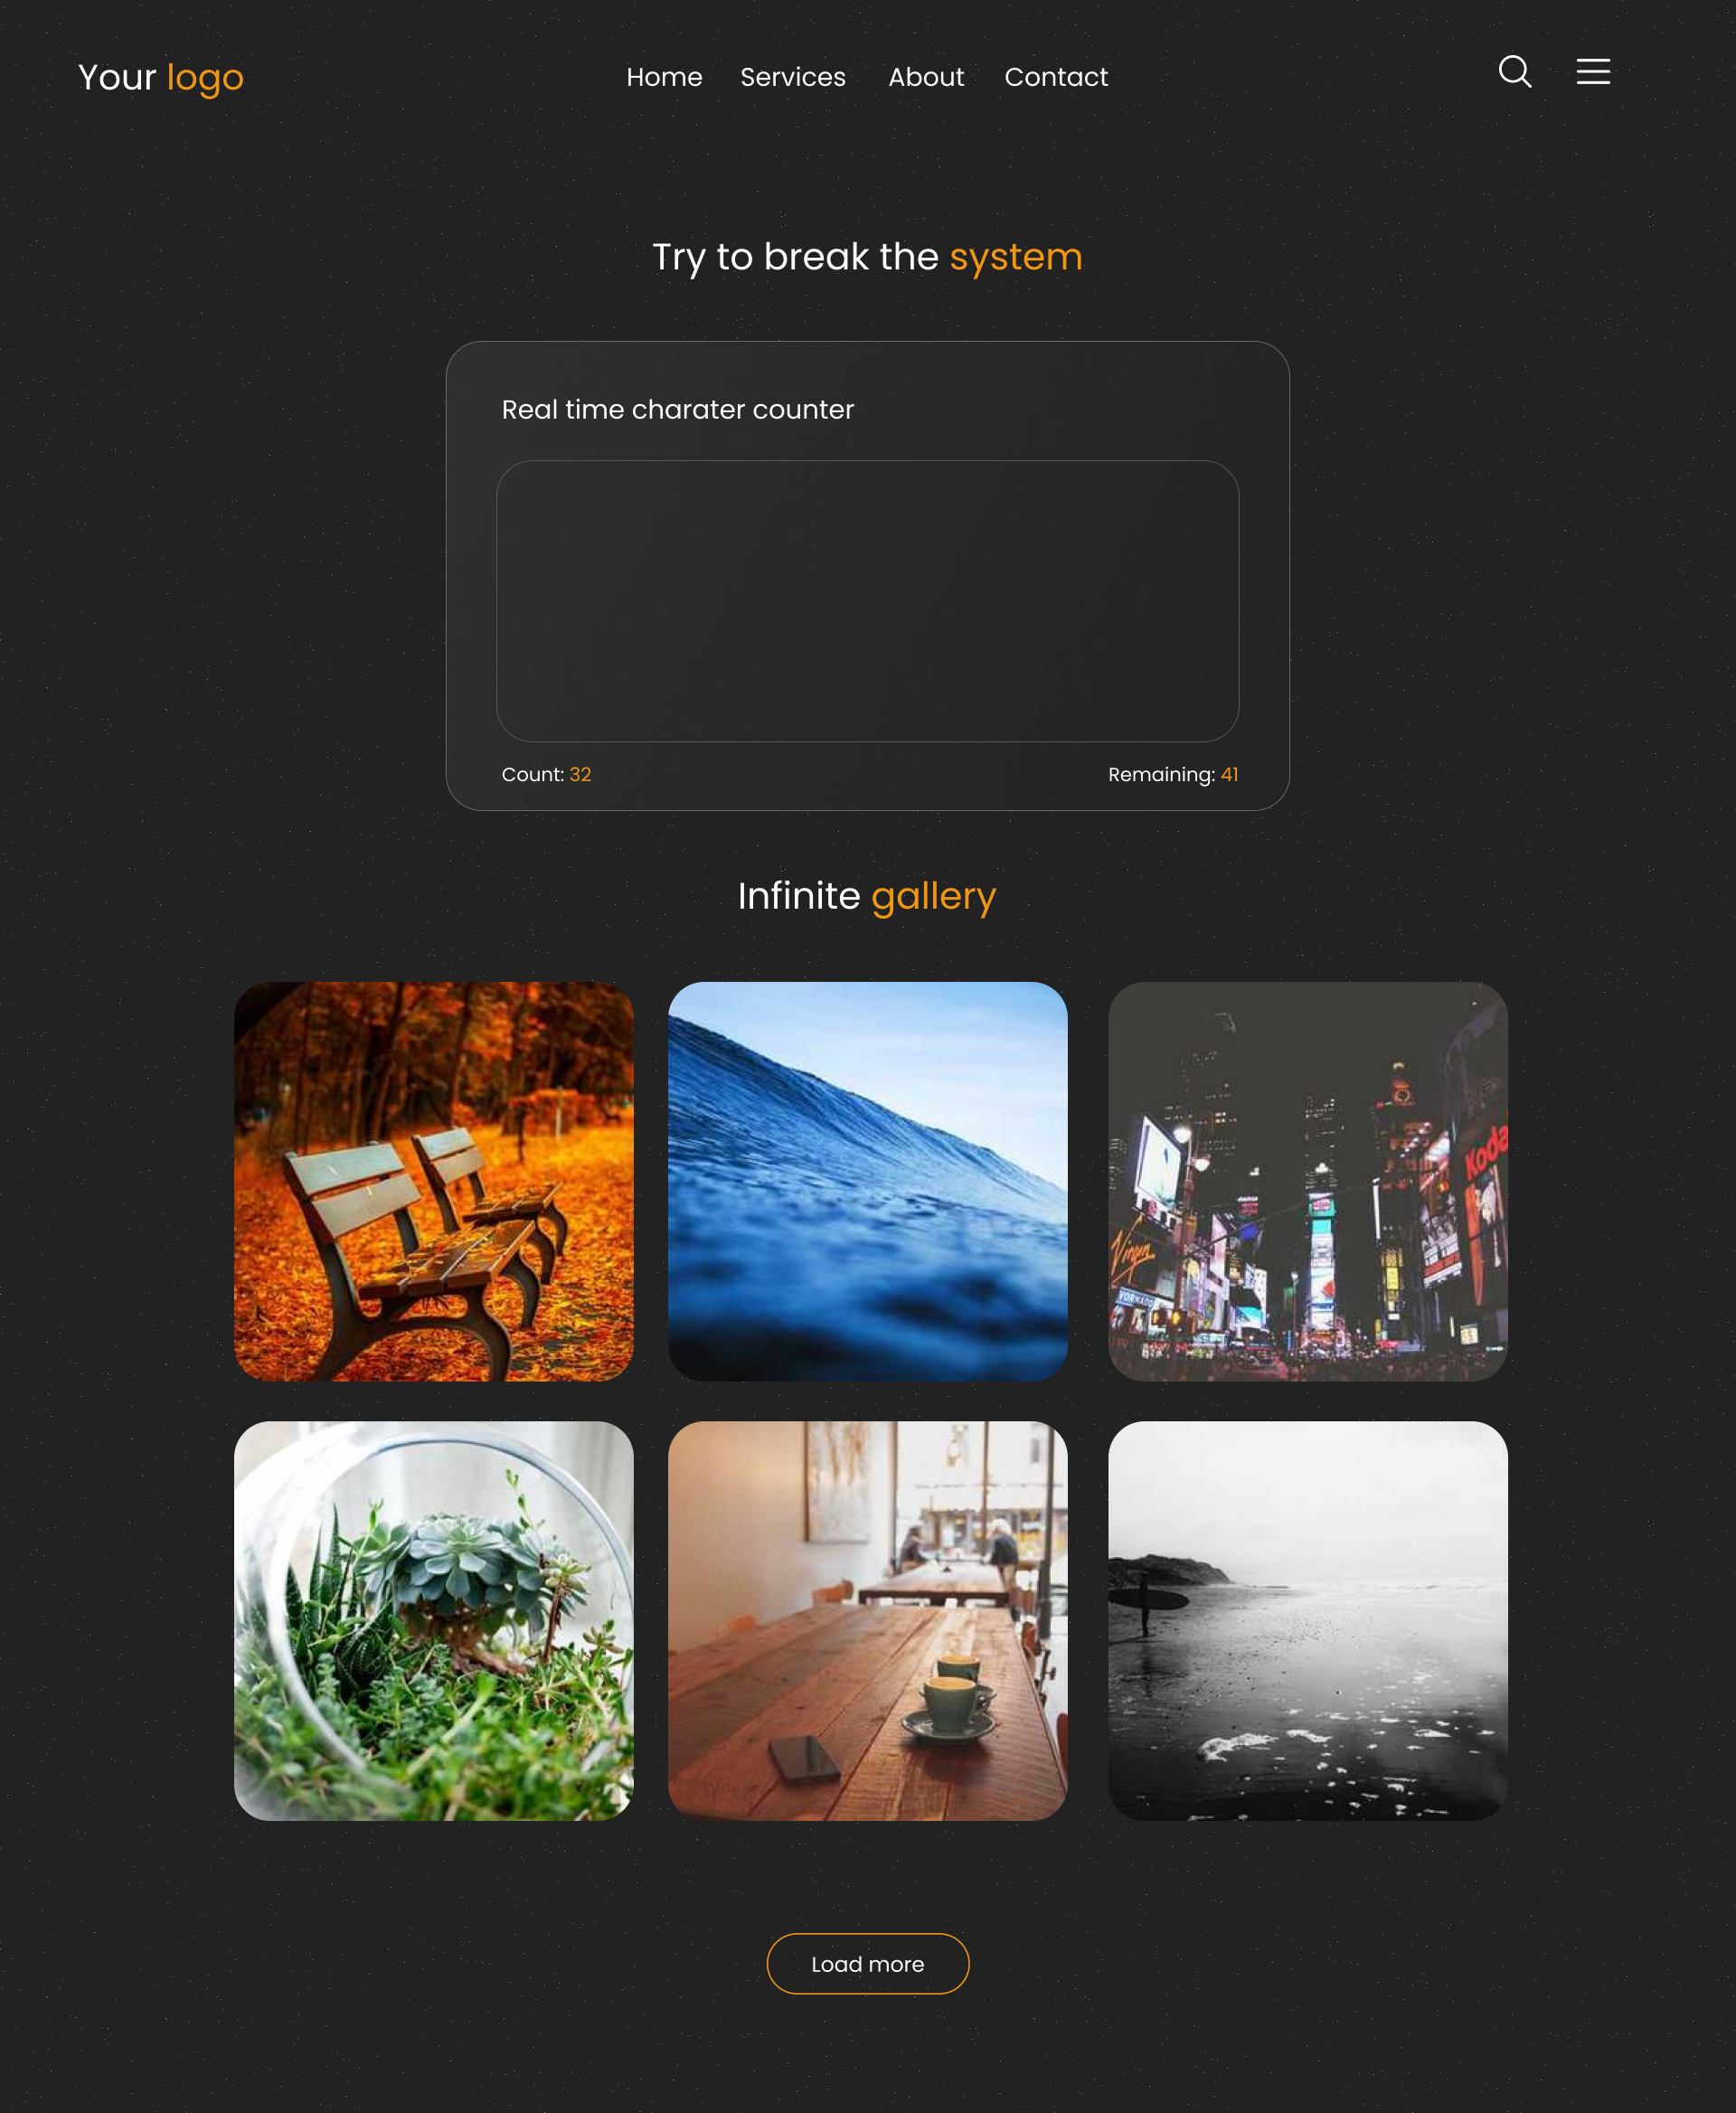 Your logo
Home Services About Contact
Try to break the system
Real time charater counter
Count: 32
Remaining: 41
Infinite gallery
Koda
Virgin
VORNADO
Load more